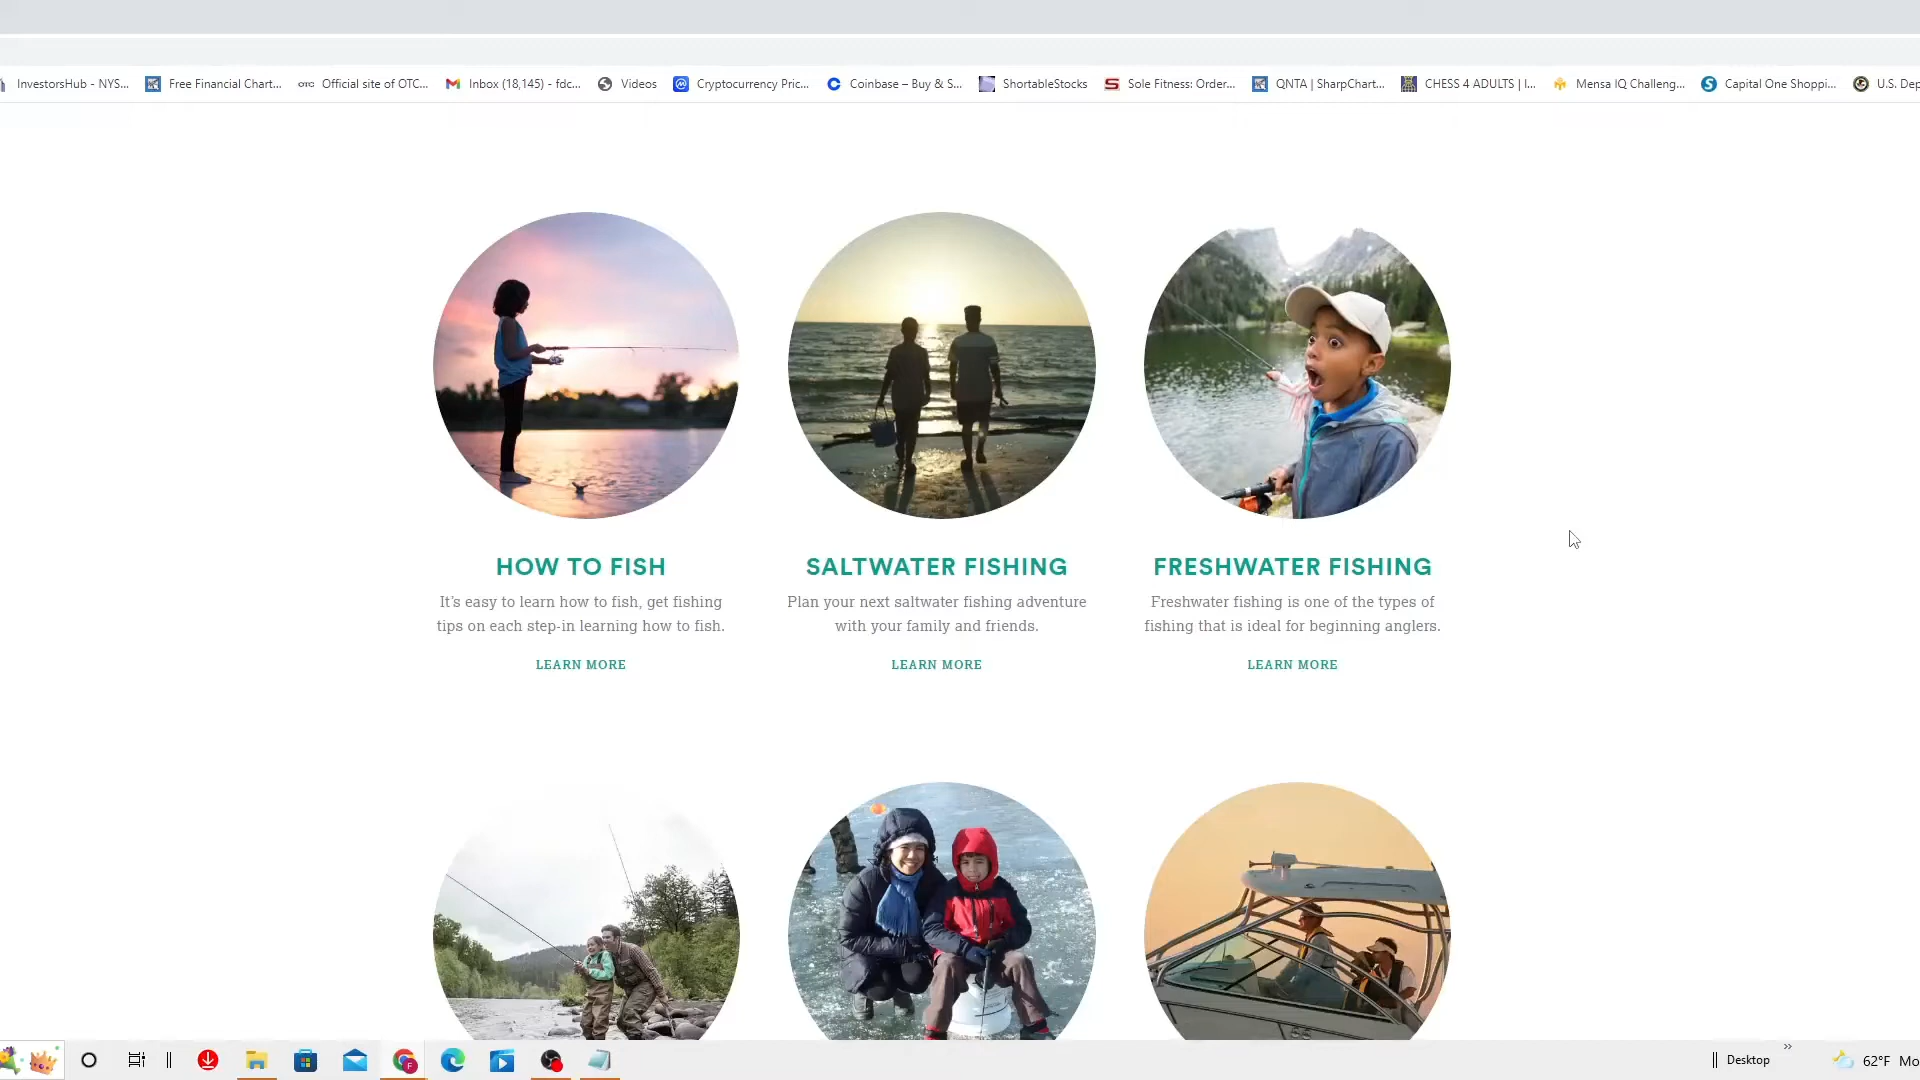 InvestorsHub - NYS... Free Financial Chart... OTC Official site of OTC... Inbox (18,145) - fdc... Videos Cryptocurrency Pric... Coinbase – Buy & S... ShortableStocks Sole Fitness: Order... QNTA | SharpChart... CHESS 4 ADULTS | I... Mensa IQ Challeng... Capital One Shoppi... U.S. Dep
HOW TO FISH
It's easy to learn how to fish, get fishing
tips on each step-in learning how to fish.
LEARN MORE
SALTWATER FISHING
Plan your next saltwater fishing adventure
with your family and friends.
LEARN MORE
FRESHWATER FISHING
Freshwater fishing is one of the types of
fishing that is ideal for beginning anglers.
LEARN MORE
Desktop 62°F Mo